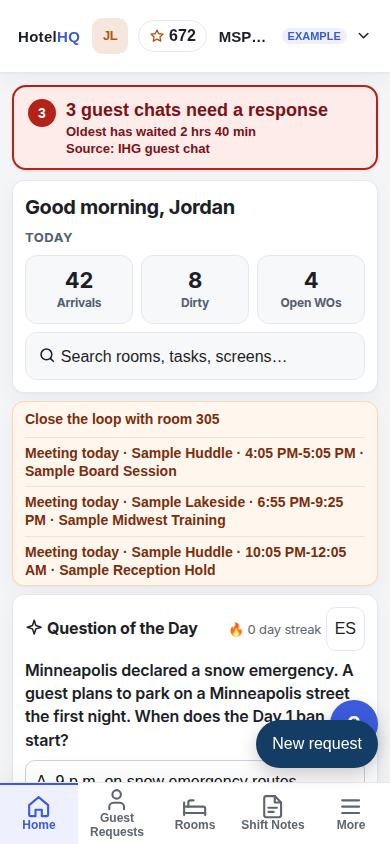 HotelHQ
JL
672
MSP...
EXAMPLE
3
3 guest chats need a response
Oldest has waited 2 hrs 40 min
Source: IHG guest chat
Good morning, Jordan
TODAY
42
Arrivals
8
Dirty
4
Open WOs
Search rooms, tasks, screens…
Close the loop with room 305
Meeting today · Sample Huddle · 4:05 PM-5:05 PM ·
Sample Board Session
Meeting today · Sample Lakeside · 6:55 PM-9:25
PM · Sample Midwest Training
Meeting today · Sample Huddle · 10:05 PM-12:05
AM · Sample Reception Hold
Question of the Day
🔥 0 day streak
ES
Minneapolis declared a snow emergency. A
guest plans to park on a Minneapolis street
the first night. When does the Day 1 ban
start?
New request
A. 9 p.m. on snow emergency routes
Home
Guest
Requests
Rooms
Shift Notes
More